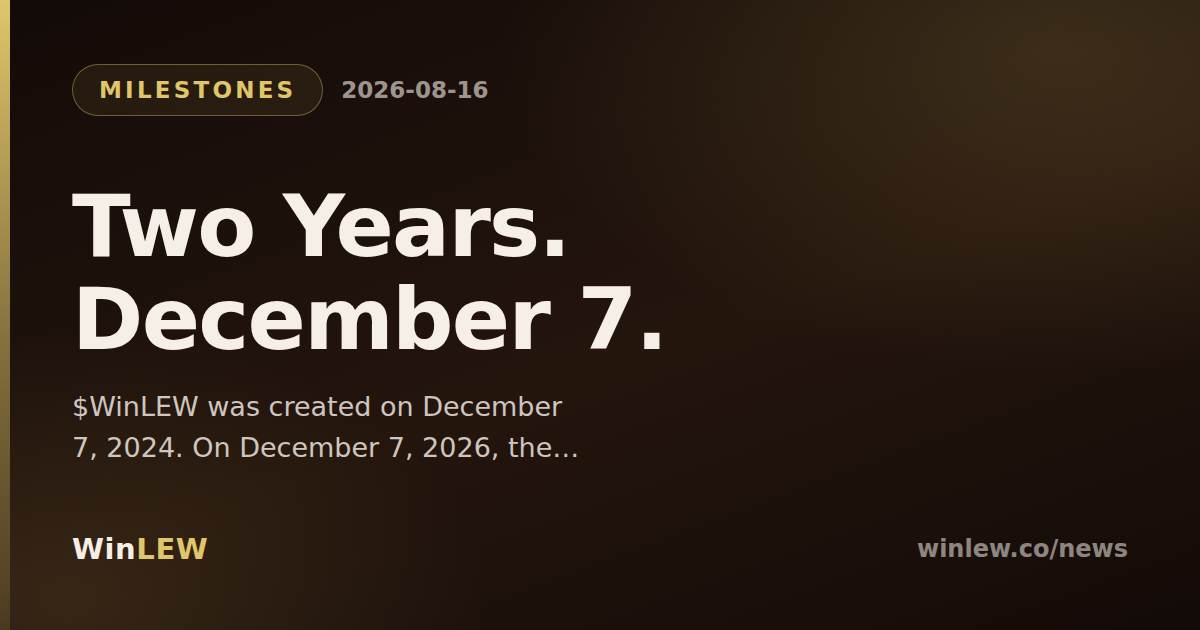 MILESTONES 2026-08-16
Two Years.
December 7.
$WinLEW was created on December
7, 2024. On December 7, 2026, the…
WinLEW winlew.co/news